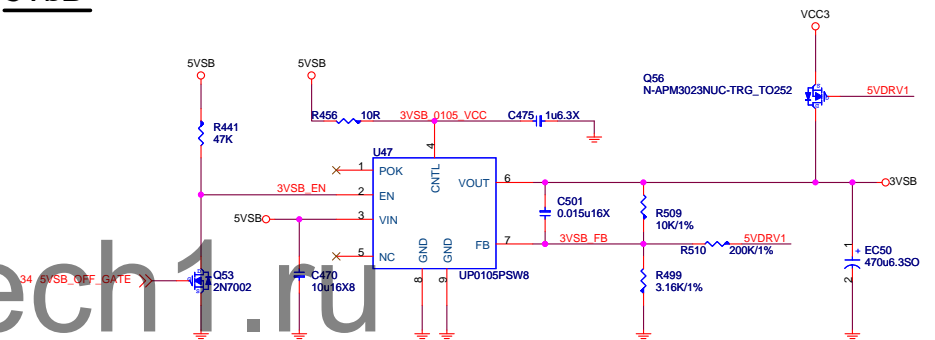 VCC3
5VSB
5VSB
Q56
N-APM3023NUC-TRG_TO252
5VDRV1
R456
10R
3VSB_0105_VCC
C475
1u6.3X
R441
47K
4
U47
1
POK
CNTL
VOUT
6
3VSB
3VSB_EN
2
EN
C501
0.015u16X
R509
10K/1%
5VSB
3
VIN
FB
7
3VSB_FB
R510
200K/1%
5VDRV1
1
+
EC50
470u6.3SO
2
5
NC
GND
GND
UP0105PSW8
34
5VSB_OFF_GATE
Q53
2N7002
C470
10u16X8
8
9
R499
3.16K/1%
ech1.ru